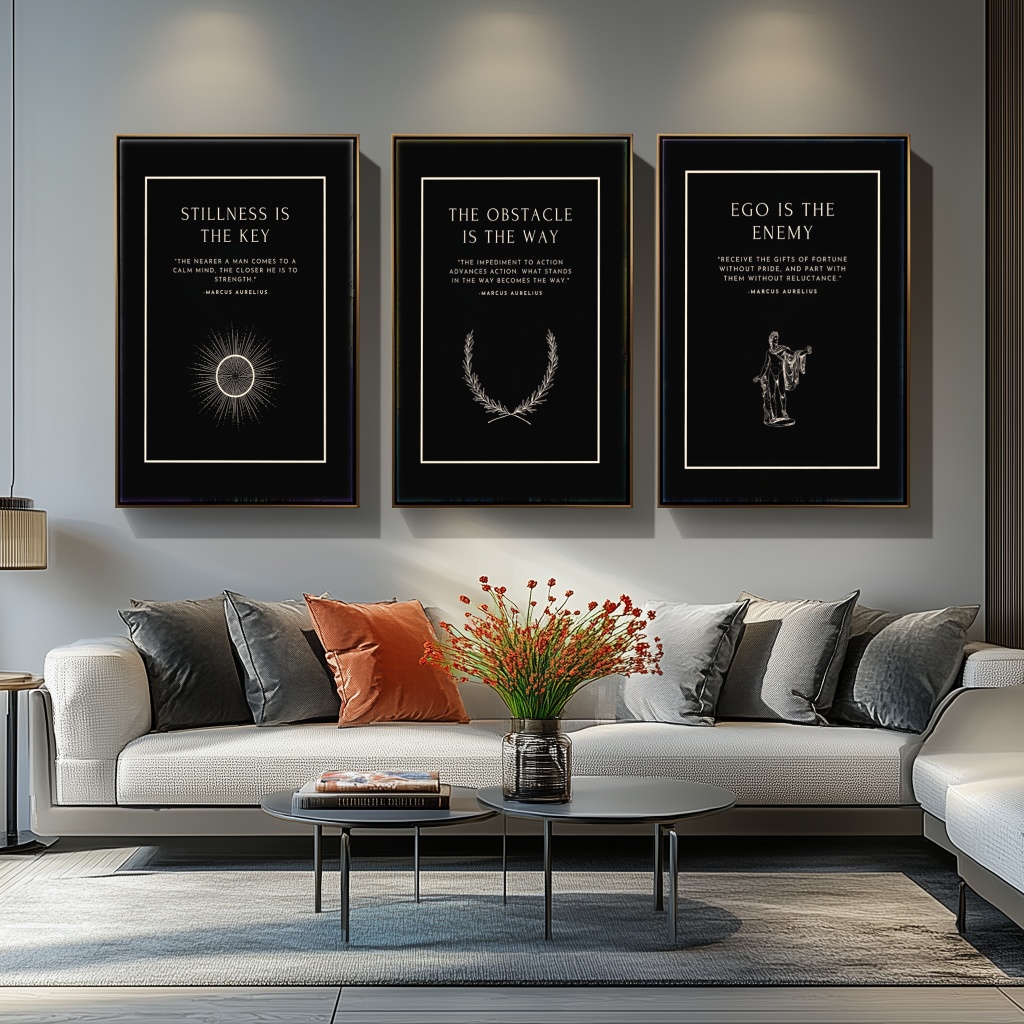 STILLNESS IS
THE KEY
"THE NEARER A MAN COMES TO A
CALM MIND, THE CLOSER HE IS TO
STRENGTH."
-MARCUS AURELIUS
THE OBSTACLE
IS THE WAY
"THE IMPEDIMENT TO ACTION
ADVANCES ACTION. WHAT STANDS
IN THE WAY BECOMES THE WAY."
-MARCUS AURELIUS
EGO IS THE
ENEMY
"RECEIVE THE GIFTS OF FORTUNE
WITHOUT PRIDE, AND PART WITH
THEM WITHOUT RELUCTANCE."
-MARCUS AURELIUS